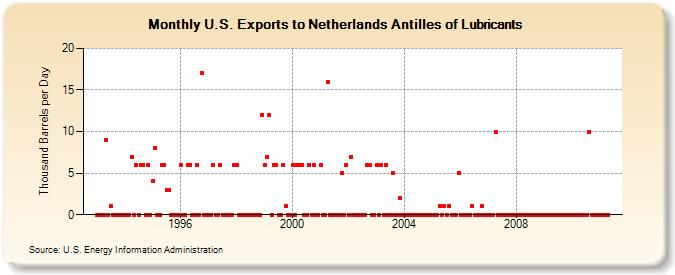 Monthly U.S. Exports to Netherlands Antilles of Lubricants
Thousand Barrels per Day
20
15
10
5
0
1996 2000 2004 2008
Source: U.S. Energy Information Administration